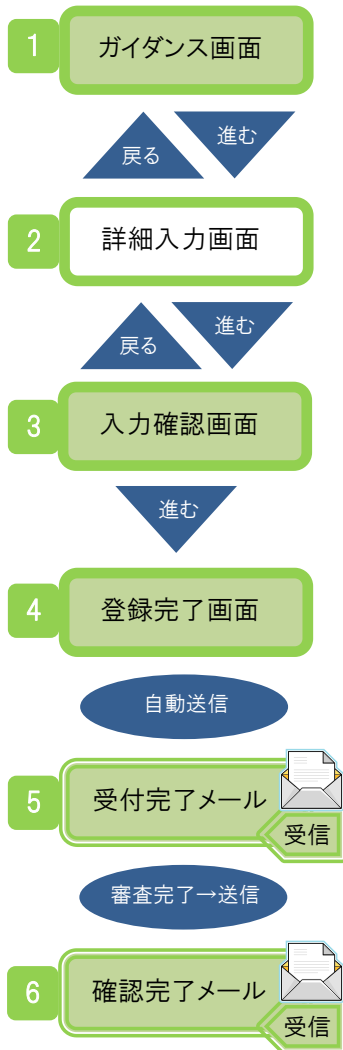 1
ガイダンス画面
戻る
進む
2
詳細入力画面
戻る
進む
3
入力確認画面
進む
4
登録完了画面
自動送信
5
受付完了メール
受信
審査完了→送信
6
確認完了メール
受信